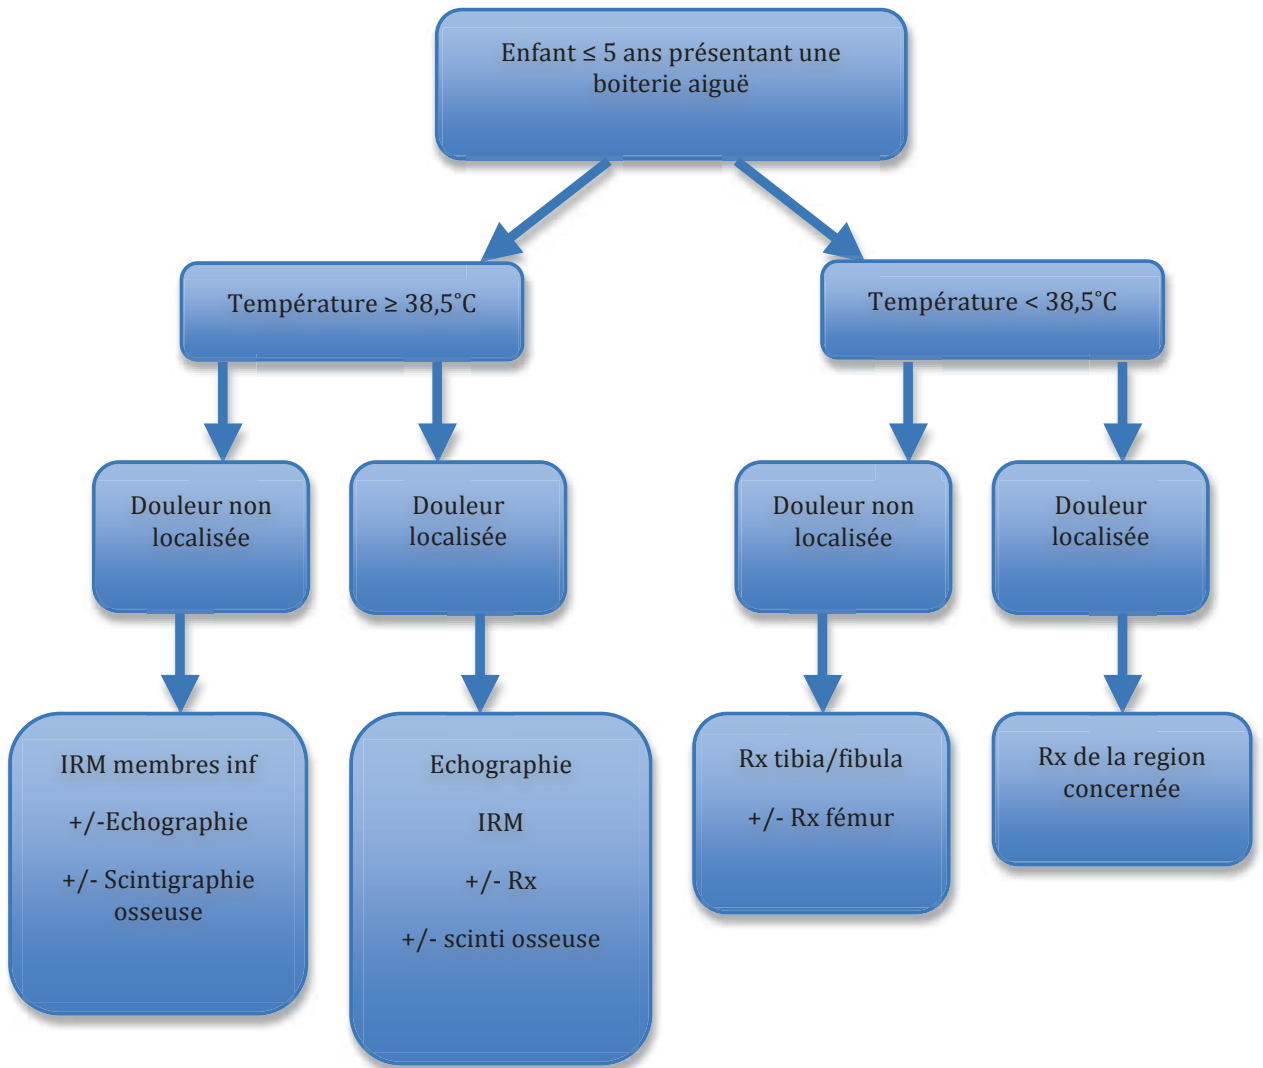 Enfant ≤ 5 ans présentant une
boiterie aiguë
Température ≥ 38,5°C
Température < 38,5°C
Douleur non
localisée
Douleur
localisée
Douleur non
localisée
Douleur
localisée
IRM membres inf
+/-Echographie
+/- Scintigraphie
osseuse
Echographie
IRM
+/- Rx
+/- scinti osseuse
Rx tibia/fibula
+/- Rx fémur
Rx de la region
concernée